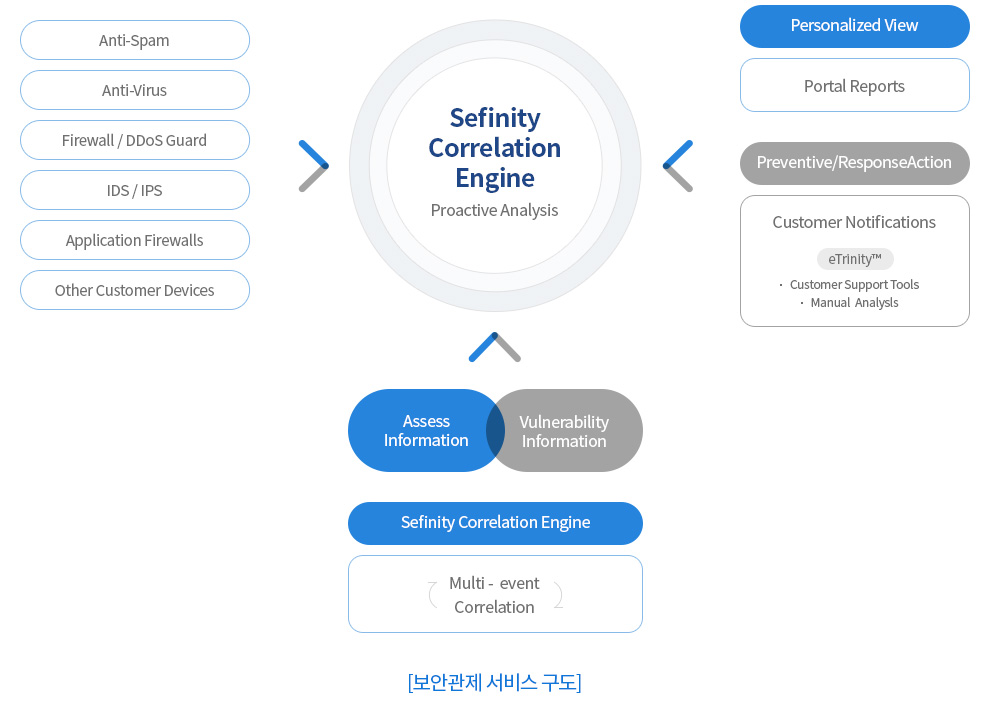 Anti-Spam
Anti-Virus
Firewall / DDoS Guard
IDS / IPS
Application Firewalls
Other Customer Devices
Sefinity
Correlation
Engine
Proactive Analysis
Personalized View
Portal Reports
Preventive/ResponseAction
Customer Notifications
eTrinity™
· Customer Support Tools
· Manual Analysls
Assess
Information
Vulnerability
Information
Sefinity Correlation Engine
Multi - event
Correlation
[보안관제 서비스 구도]